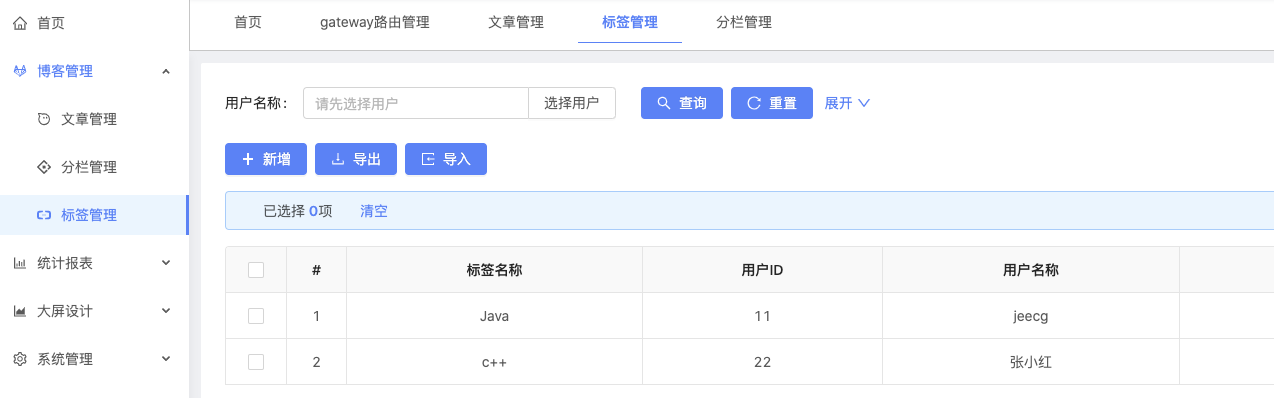 首页
博客管理
文章管理
分栏管理
标签管理
统计报表
大屏设计
系统管理
首页 gateway路由管理 文章管理 标签管理 分栏管理
用户名称: 请先选择用户 选择用户 查询 重置 展开
新增 导出 导入
已选择 0项 清空
# 标签名称 用户ID 用户名称
1 Java 11 jeecg
2 c++ 22 张小红